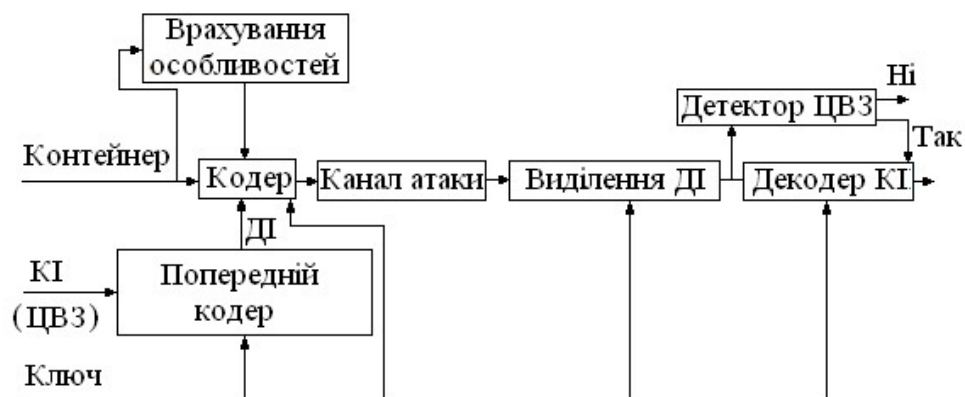 Врахування
особливостей
Ні
Детектор ЦВЗ
Так
Контейнер
Кодер
Канал атаки
Виділення ДІ
Декодер КІ
ДІ
КІ
(ЦВЗ)
Попередній
кодер
Ключ